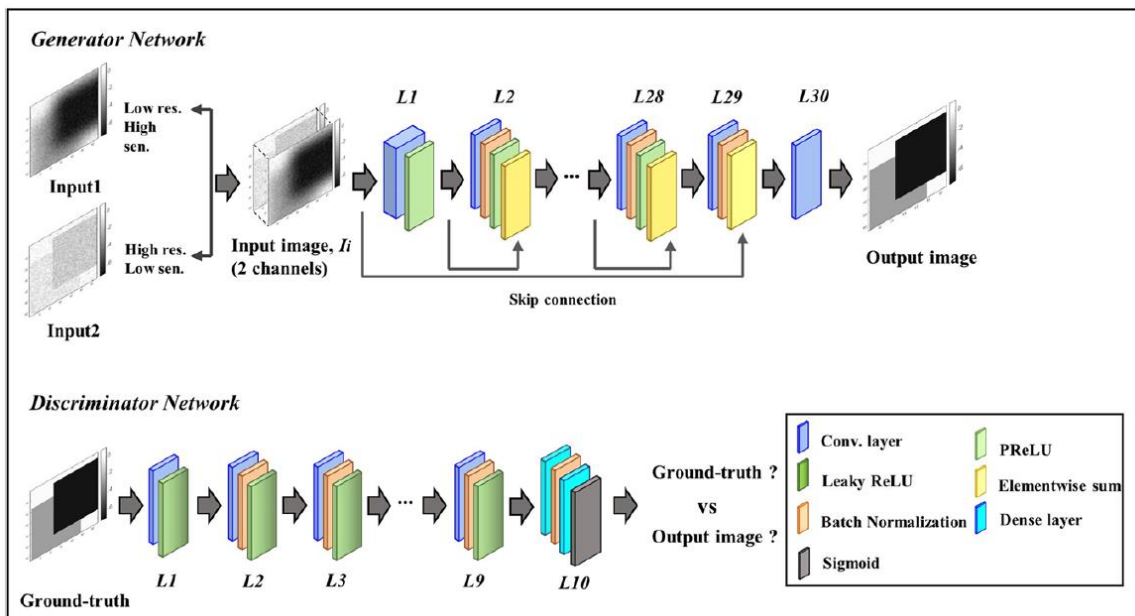 Generator Network
Low res.
High
sen.
Input1
High res.
Low sen.
Input2
Input image, Ii
(2 channels)
L1
L2
...
L28
L29
L30
Output image
Skip connection
Discriminator Network
Ground-truth
L1
L2
L3
...
L9
L10
Ground-truth ?
vs
Output image ?
Conv. layer
PReLU
Leaky ReLU
Elementwise sum
Batch Normalization
Dense layer
Sigmoid